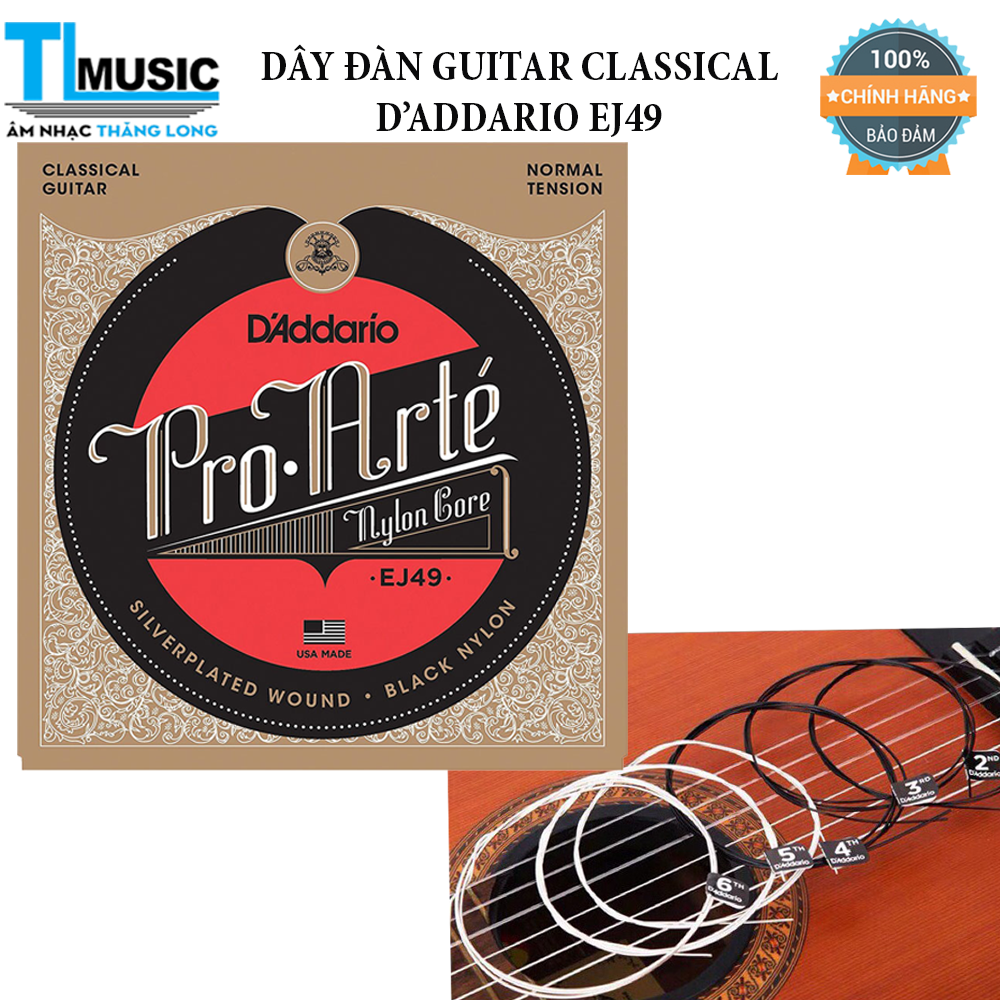 TLMUSIC
ÂM NHẠC THĂNG LONG
DÂY ĐÀN GUITAR CLASSICAL
D’ADDARIO EJ49
100%
CHÍNH HÃNG
BẢO ĐẢM
CLASSICAL
GUITAR
NORMAL
TENSION
D'Addario
Pro·Arté
Nylon Core
·EJ49·
USA MADE
SILVERPLATED WOUND • BLACK NYLON
2ND
3RD
D'Addario
4TH
D'Addario
5TH
D'Addario
6TH
D'Addario